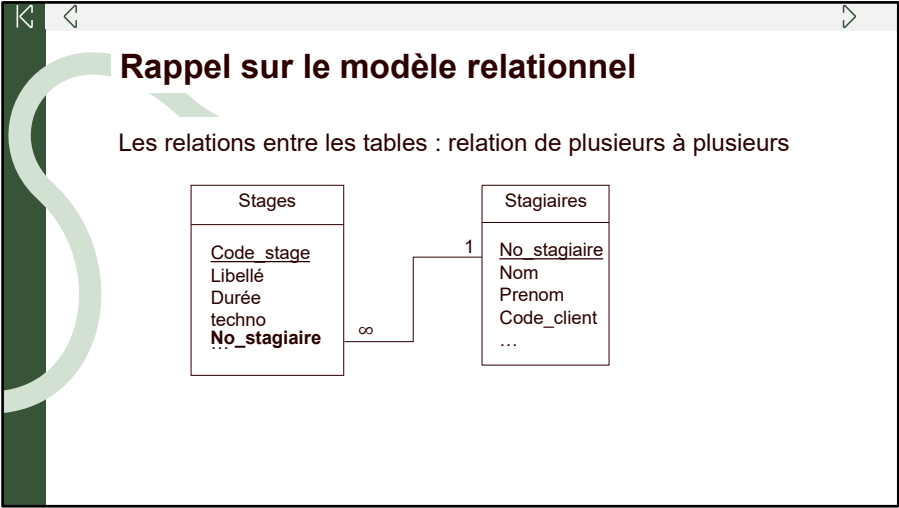 Rappel sur le modèle relationnel
Les relations entre les tables : relation de plusieurs à plusieurs
Stages
Code_stage
Libellé
Durée
techno
No_stagiaire
…
∞
1
Stagiaires
No_stagiaire
Nom
Prenom
Code_client
…